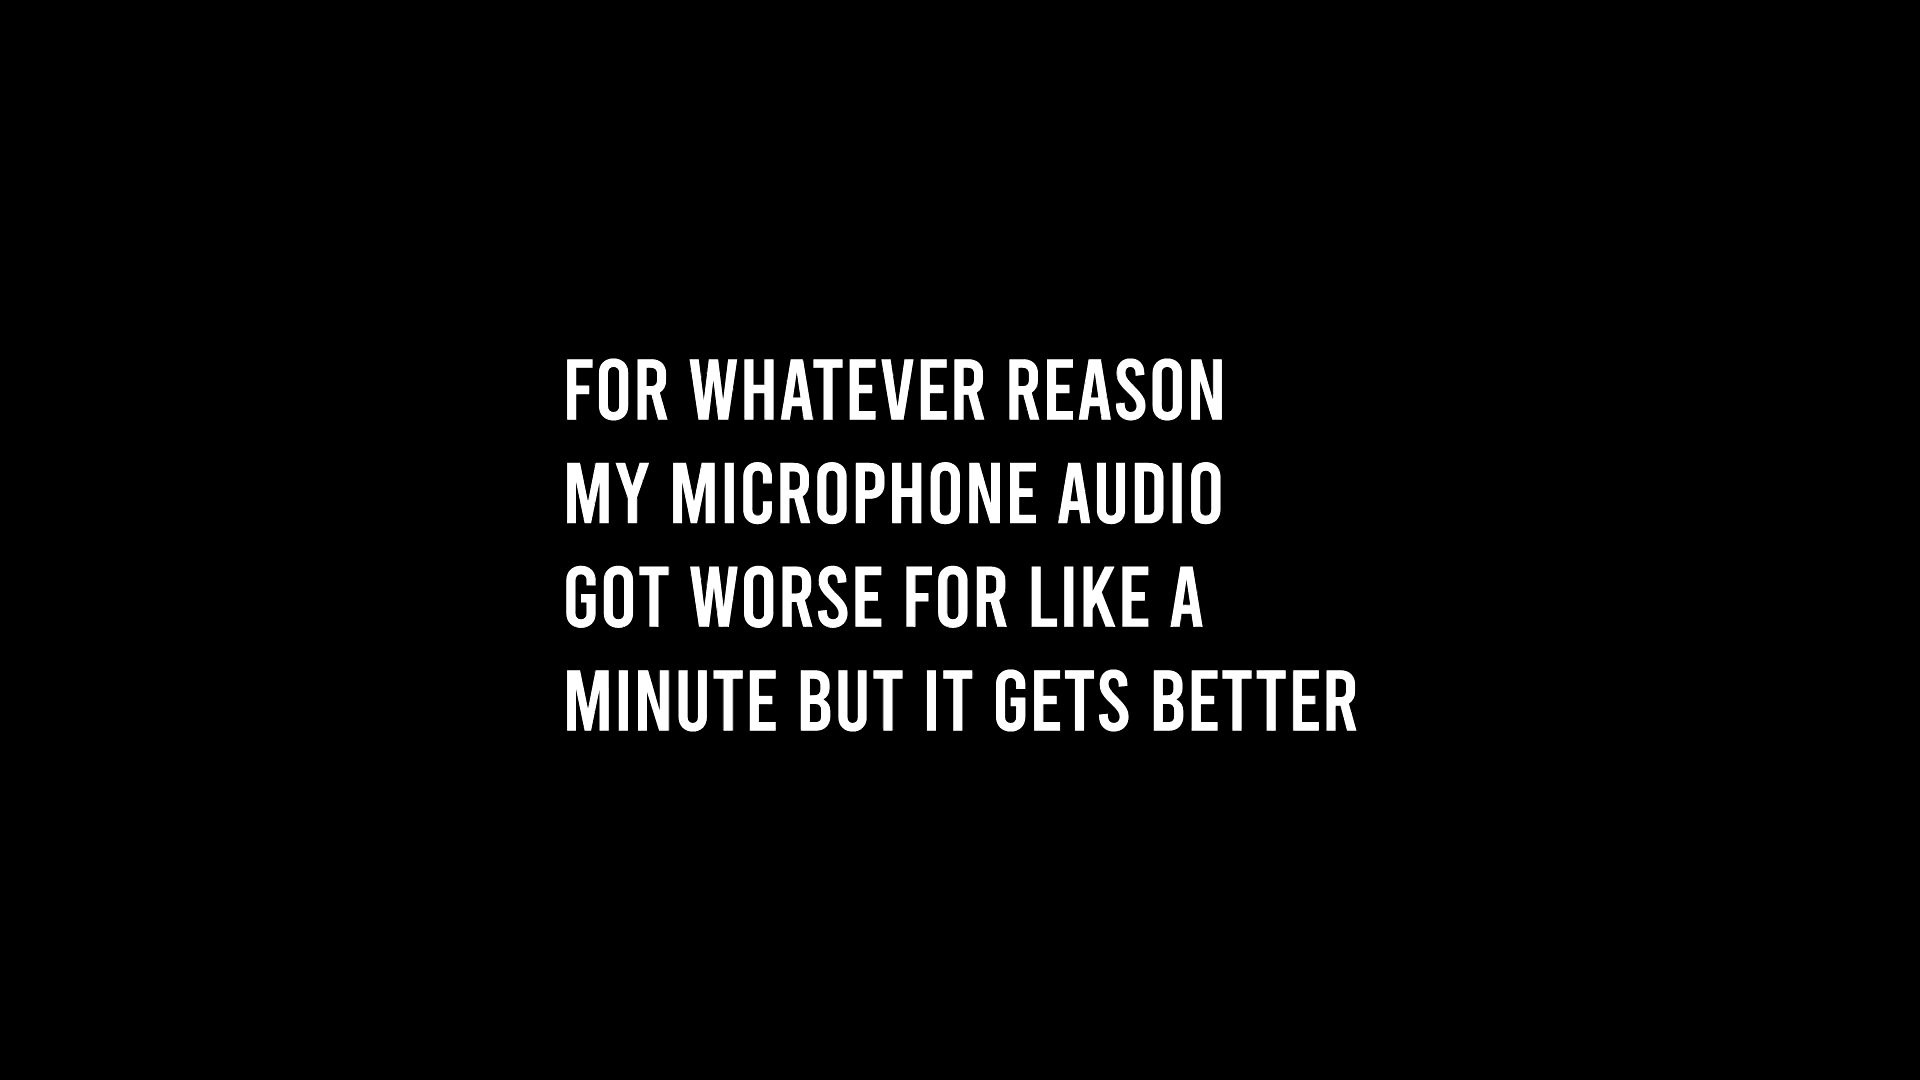 FOR WHATEVER REASON
MY MICROPHONE AUDIO
GOT WORSE FOR LIKE A
MINUTE BUT IT GETS BETTER